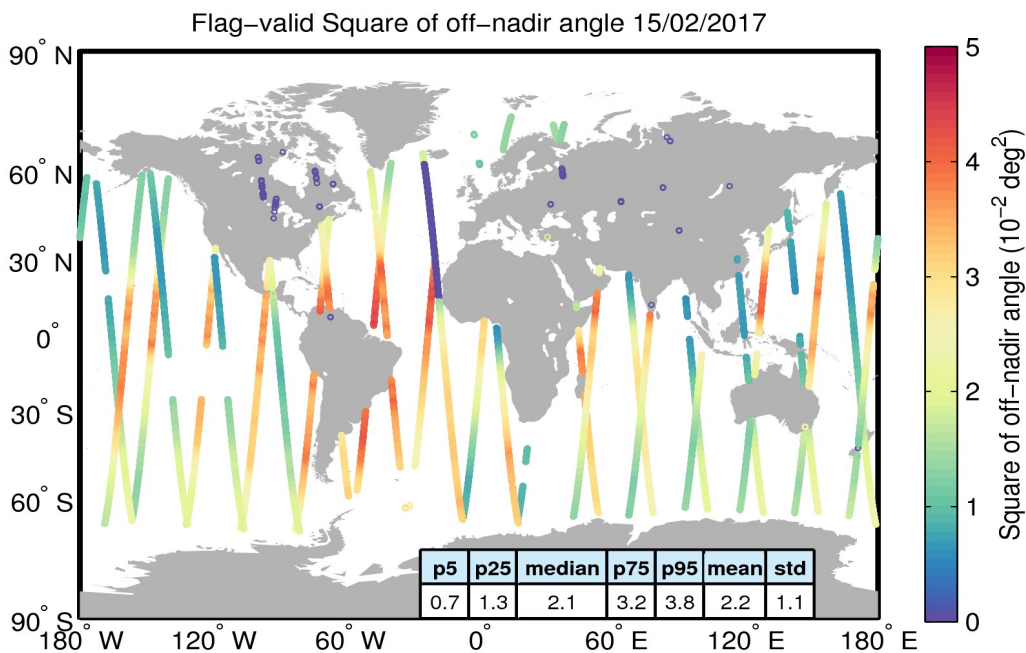 Flag-valid Square of off-nadir angle 15/02/2017
90° N
60° N
30° N
0°
30° S
60° S
90° S
180° W
120° W
60° W
0°
60° E
120° E
180° E
p5 p25 median p75 p95 mean std
0.7 1.3 2.1 3.2 3.8 2.2 1.1
5
4
3
2
1
0
Square of off-nadir angle (10⁻² deg²)